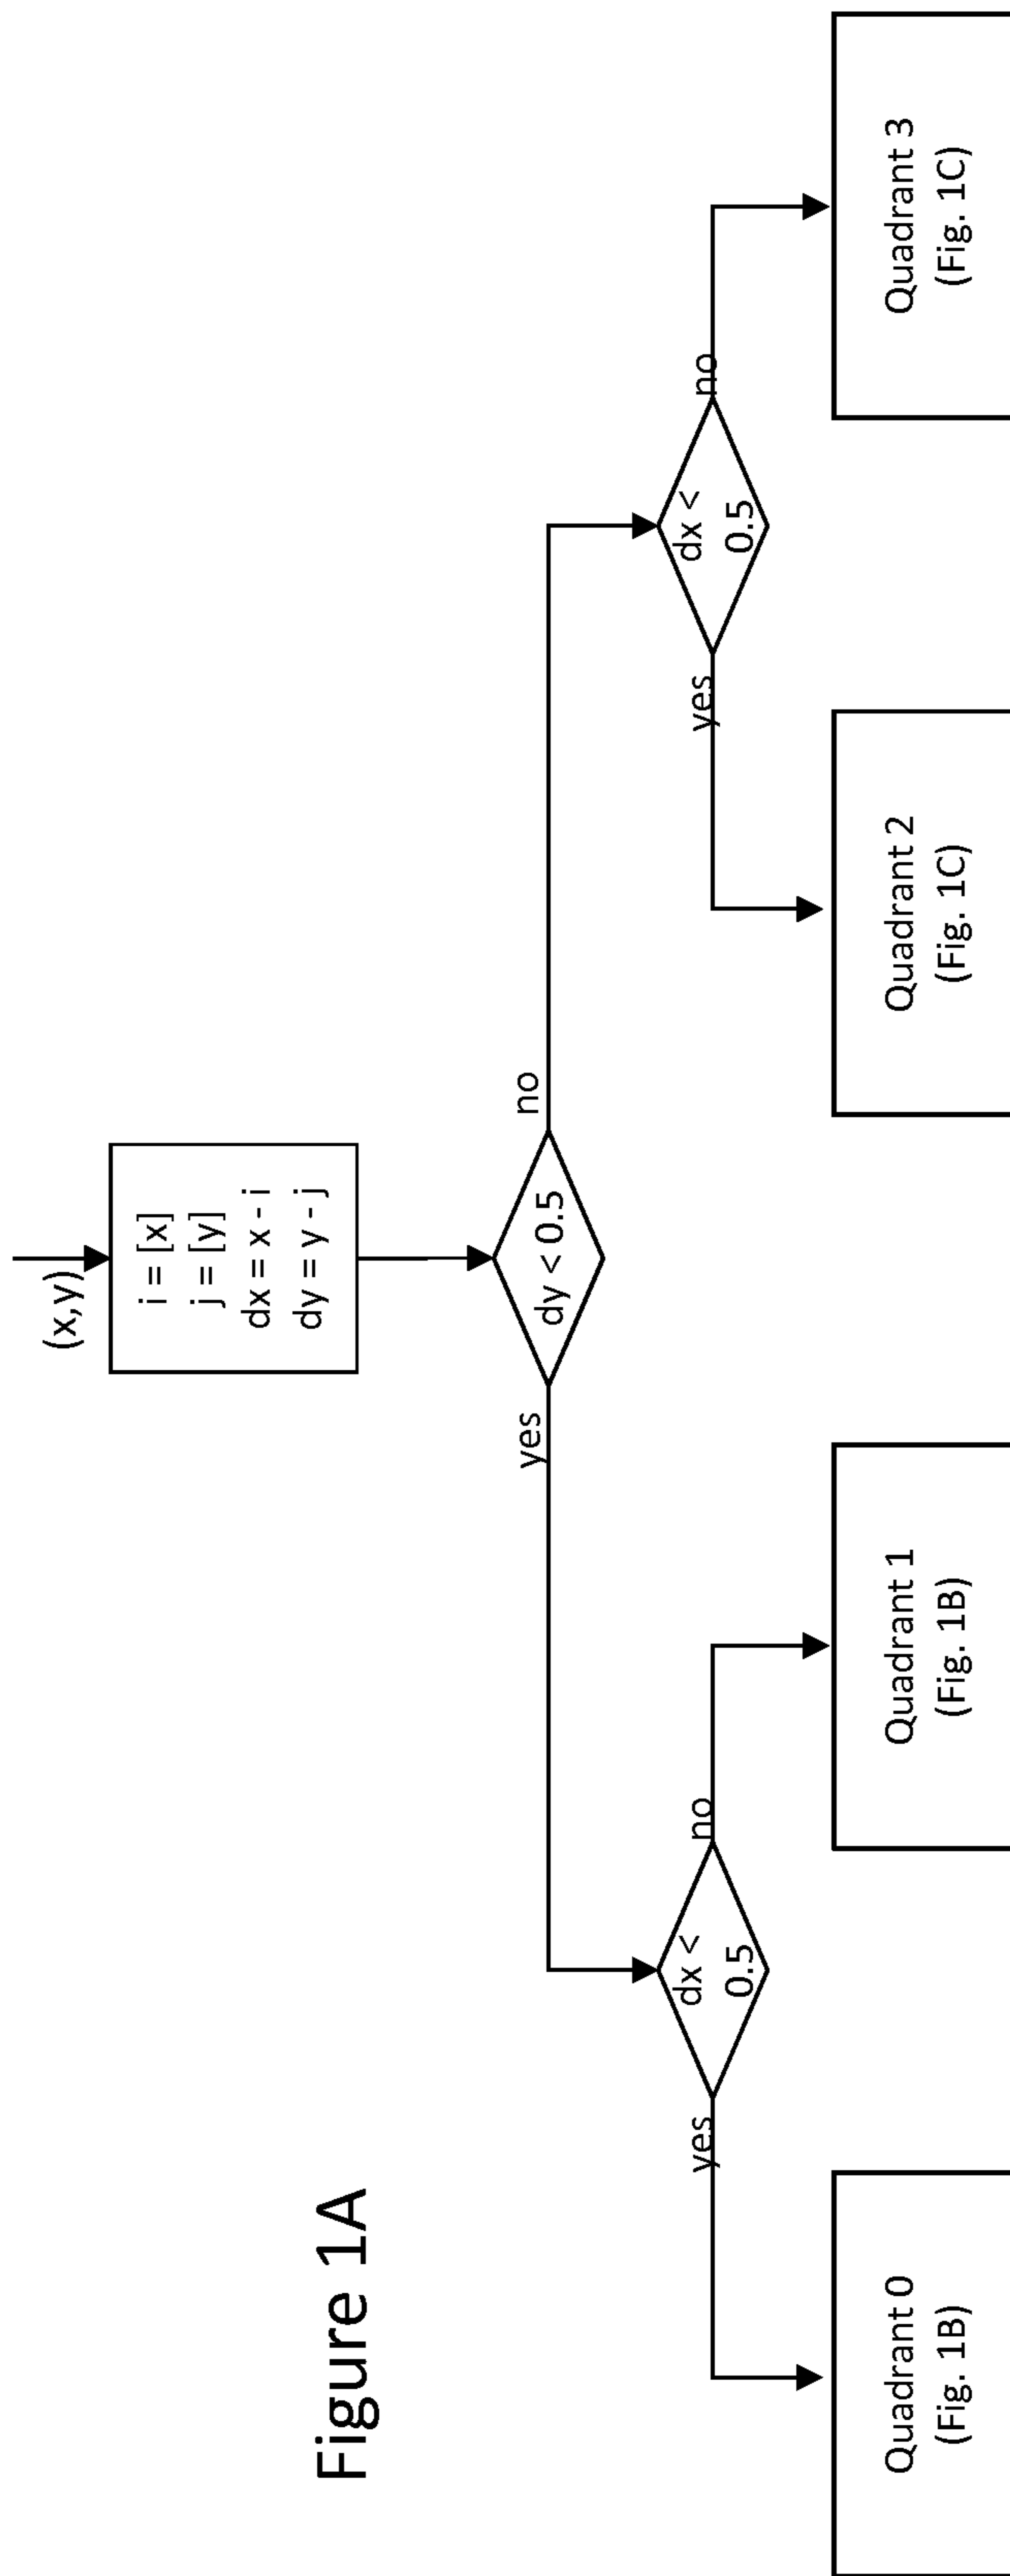 (x,y)
i = [x]
j = [y]
dx = x - i
dy = y - j
dy < 0.5
yes
no
dx <
0.5
yes
no
dx <
0.5
yes
no
Quadrant 0
(Fig. 1B)
Quadrant 1
(Fig. 1B)
Quadrant 2
(Fig. 1C)
Quadrant 3
(Fig. 1C)
Figure 1A